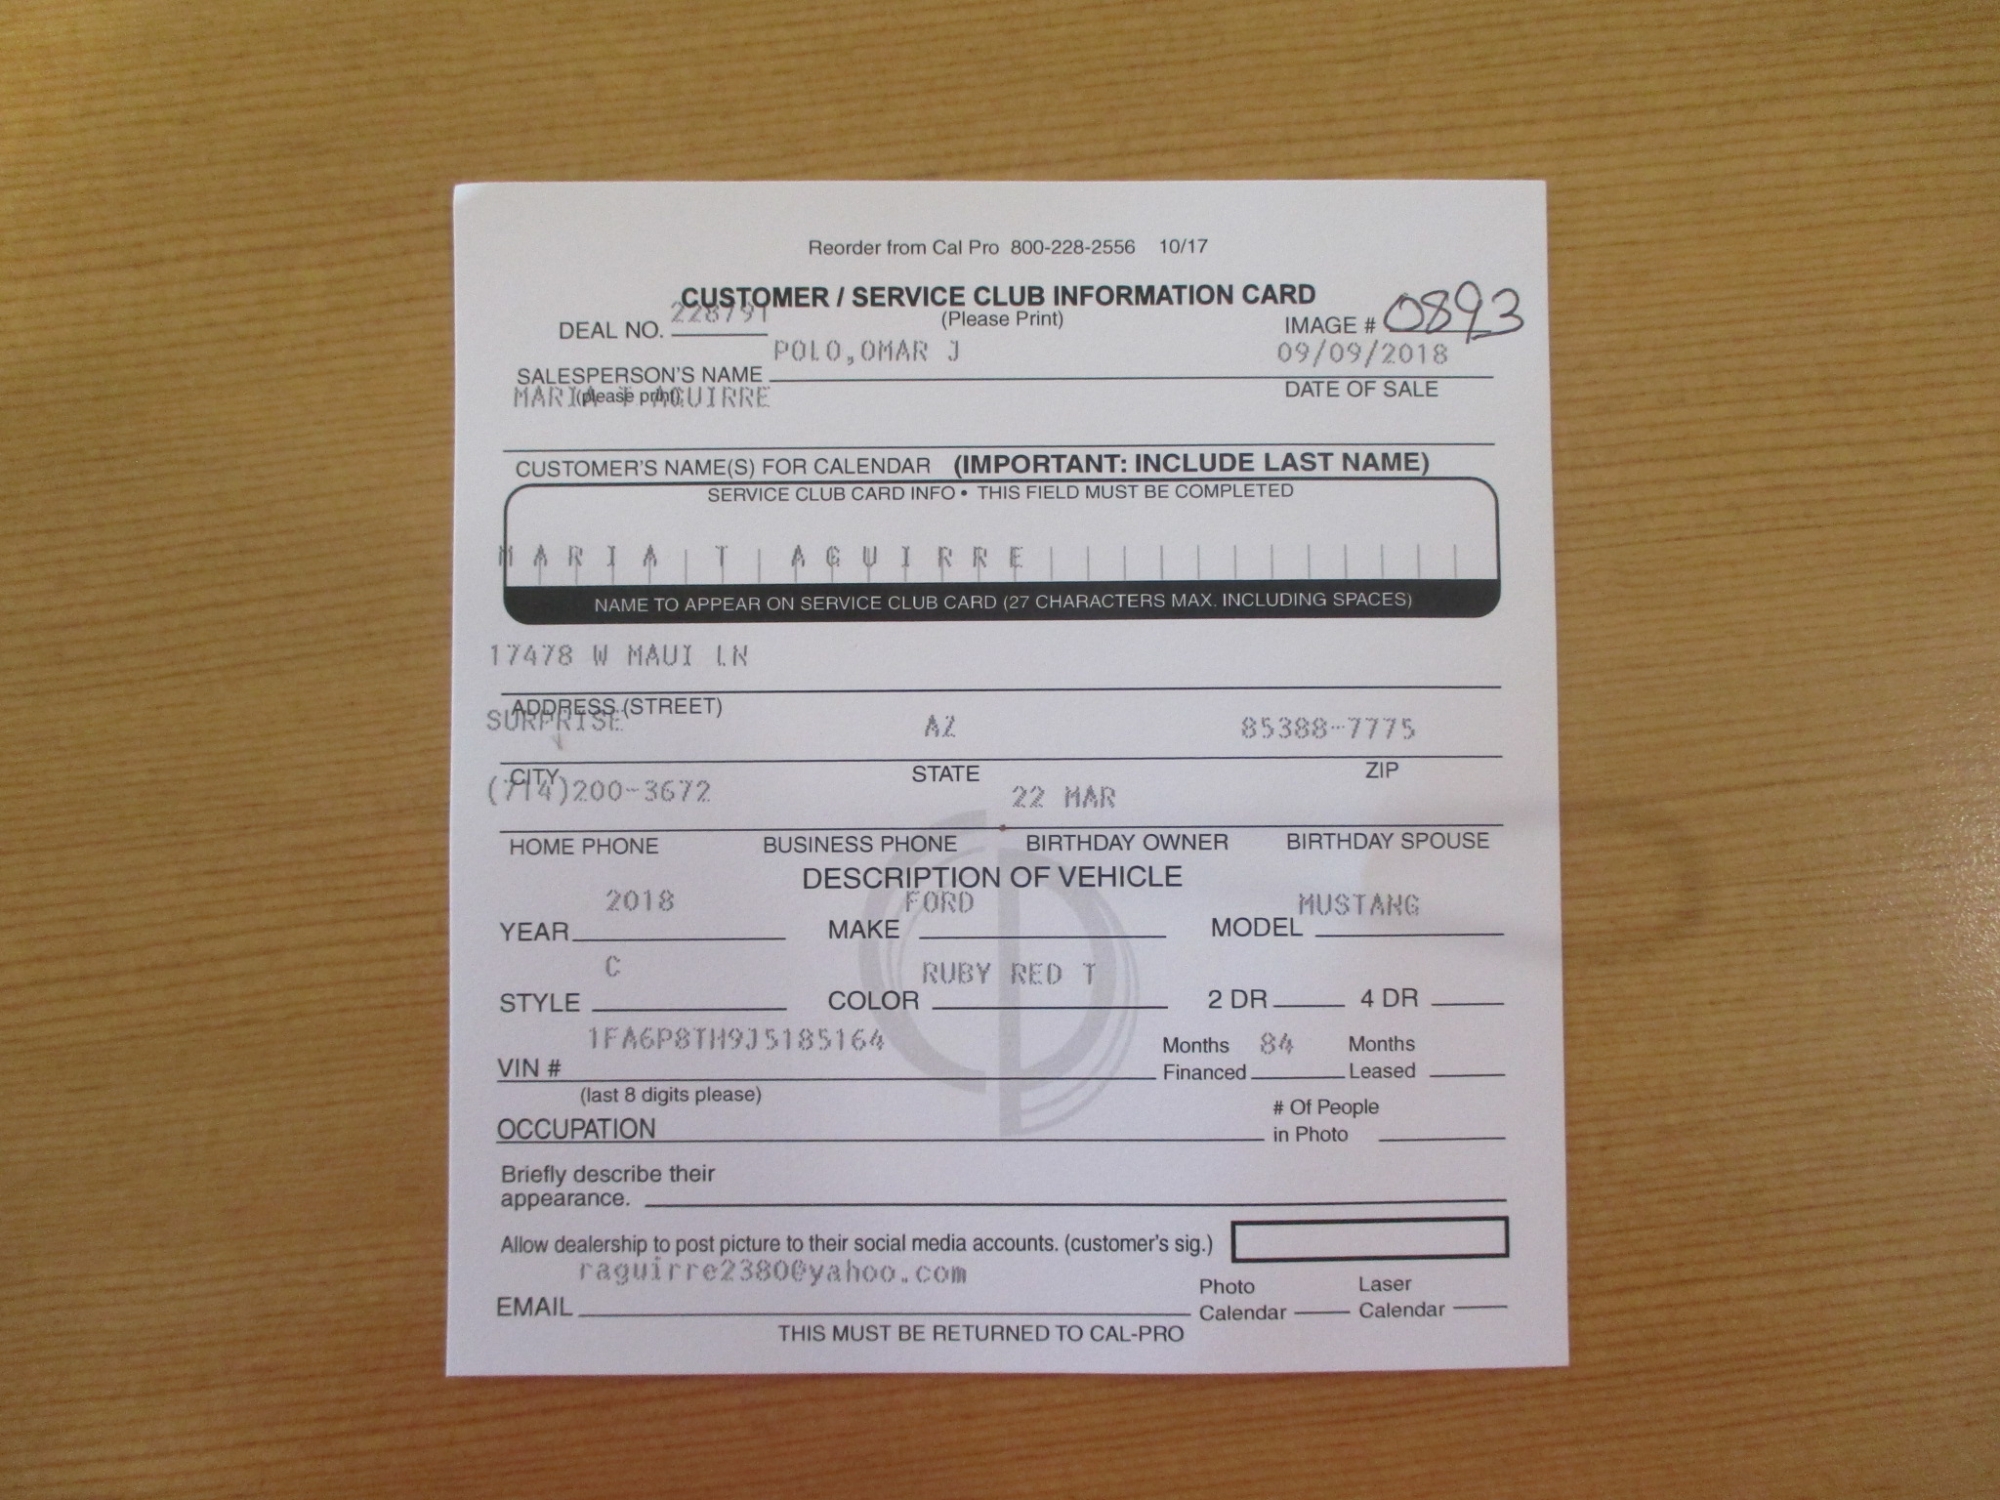 Reorder from Cal Pro 800-228-2556 10/17
CUSTOMER / SERVICE CLUB INFORMATION CARD
(Please Print)
DEAL NO. 228791
IMAGE # 0893
POLO,OMAR J 09/09/2018
SALESPERSON'S NAME DATE OF SALE
(please print)
MARIA T AGUIRRE
CUSTOMER'S NAME(S) FOR CALENDAR (IMPORTANT: INCLUDE LAST NAME)
SERVICE CLUB CARD INFO • THIS FIELD MUST BE COMPLETED
MARIA T AGUIRRE
NAME TO APPEAR ON SERVICE CLUB CARD (27 CHARACTERS MAX. INCLUDING SPACES)
17478 W MAUI LN
ADDRESS (STREET)
SURPRISE AZ 85388-7775
CITY STATE ZIP
(714)200-3672 22 MAR
HOME PHONE BUSINESS PHONE BIRTHDAY OWNER BIRTHDAY SPOUSE
DESCRIPTION OF VEHICLE
YEAR 2018 MAKE FORD MODEL MUSTANG
STYLE C COLOR RUBY RED T 2 DR 4 DR
VIN # 1FA6P8TH9J5185164 Months Financed 84 Months Leased
(last 8 digits please)
OCCUPATION # Of People in Photo
Briefly describe their
appearance.
Allow dealership to post picture to their social media accounts. (customer's sig.)
EMAIL raguirre2380@yahoo.com Photo Calendar Laser Calendar
THIS MUST BE RETURNED TO CAL-PRO